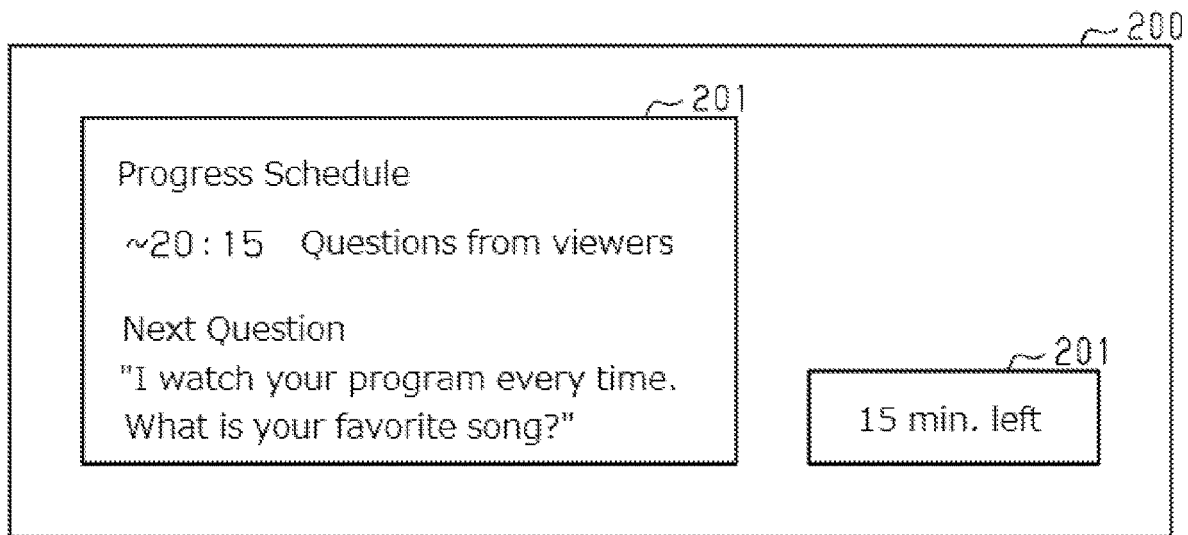 200
201
Progress Schedule
~20:15 Questions from viewers
Next Question
"I watch your program every time.
What is your favorite song?"
201
15 min. left